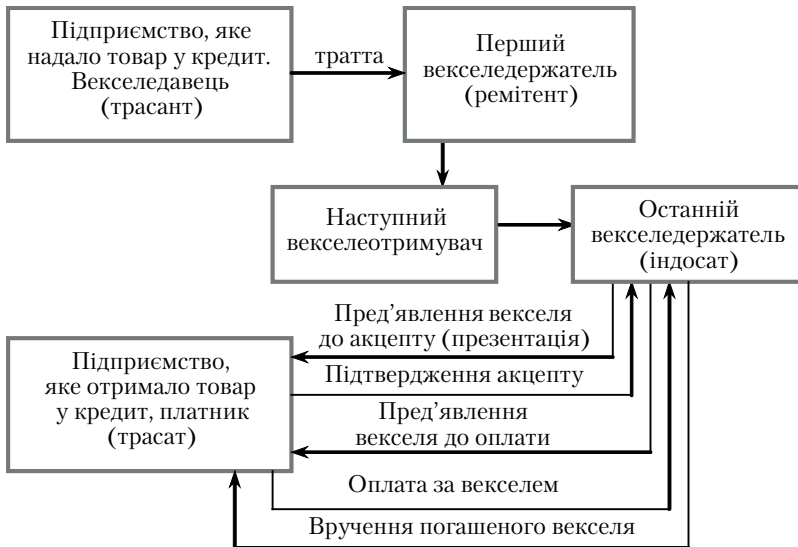 Підприємство, яке
надало товар у кредит.
Векселедавець
(трасант)
тратта
Перший
векселедержатель
(ремітент)
Наступний
векселеотримувач
Останній
векселедержатель
(індосат)
Пред’явлення векселя
до акцепту (презентація)
Підтвердження акцепту
Пред’явлення
векселя до оплати
Оплата за векселем
Вручення погашеного векселя
Підприємство,
яке отримало товар
у кредит, платник
(трасат)